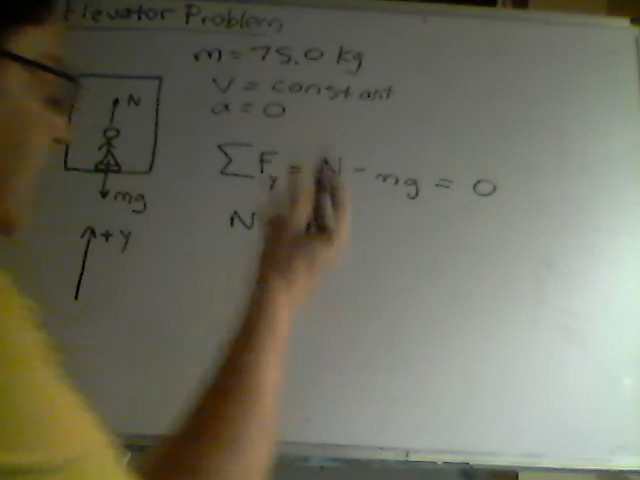 Elevator Problem
m = 75.0 kg
v = constant
a = 0
N
mg
+y
ΣFy = N - mg = 0
N